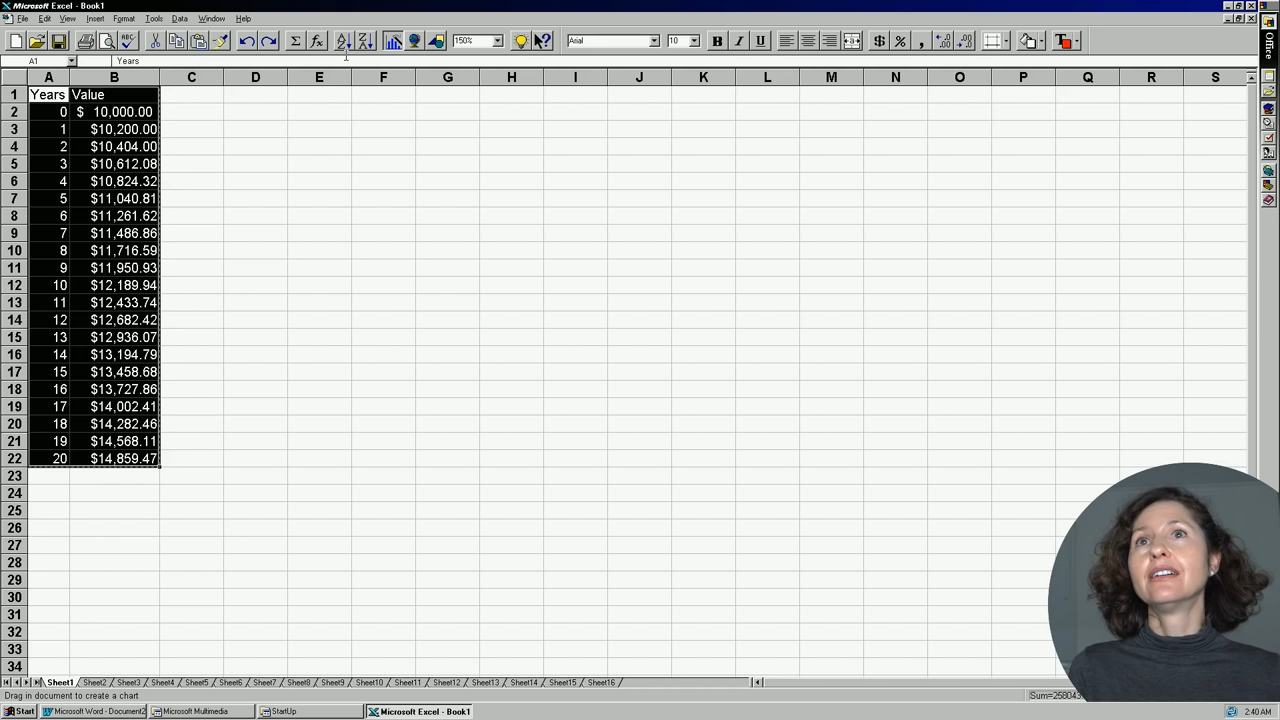 Microsoft Excel - Book1
File Edit View Insert Format Tools Data Window Help
150% Arial 10 B I U $ % ,
A1 Years
A B C D E F G H I J K L M N O P Q R S
1 Years Value
2 0 $ 10,000.00
3 1 $10,200.00
4 2 $10,404.00
5 3 $10,612.08
6 4 $10,824.32
7 5 $11,040.81
8 6 $11,261.62
9 7 $11,486.86
10 8 $11,716.59
11 9 $11,950.93
12 10 $12,189.94
13 11 $12,433.74
14 12 $12,682.42
15 13 $12,936.07
16 14 $13,194.79
17 15 $13,458.68
18 16 $13,727.86
19 17 $14,002.41
20 18 $14,282.46
21 19 $14,568.11
22 20 $14,859.47
23
24
25
26
27
28
29
30
31
32
33
34
Office
Sheet1 Sheet2 Sheet3 Sheet4 Sheet5 Sheet6 Sheet7 Sheet8 Sheet9 Sheet10 Sheet11 Sheet12 Sheet13 Sheet14 Sheet15 Sheet16
Drag in document to create a chart Sum=258043
Start Microsoft Word - Document2 Microsoft Multimedia StartUp Microsoft Excel - Book1 2:40 AM